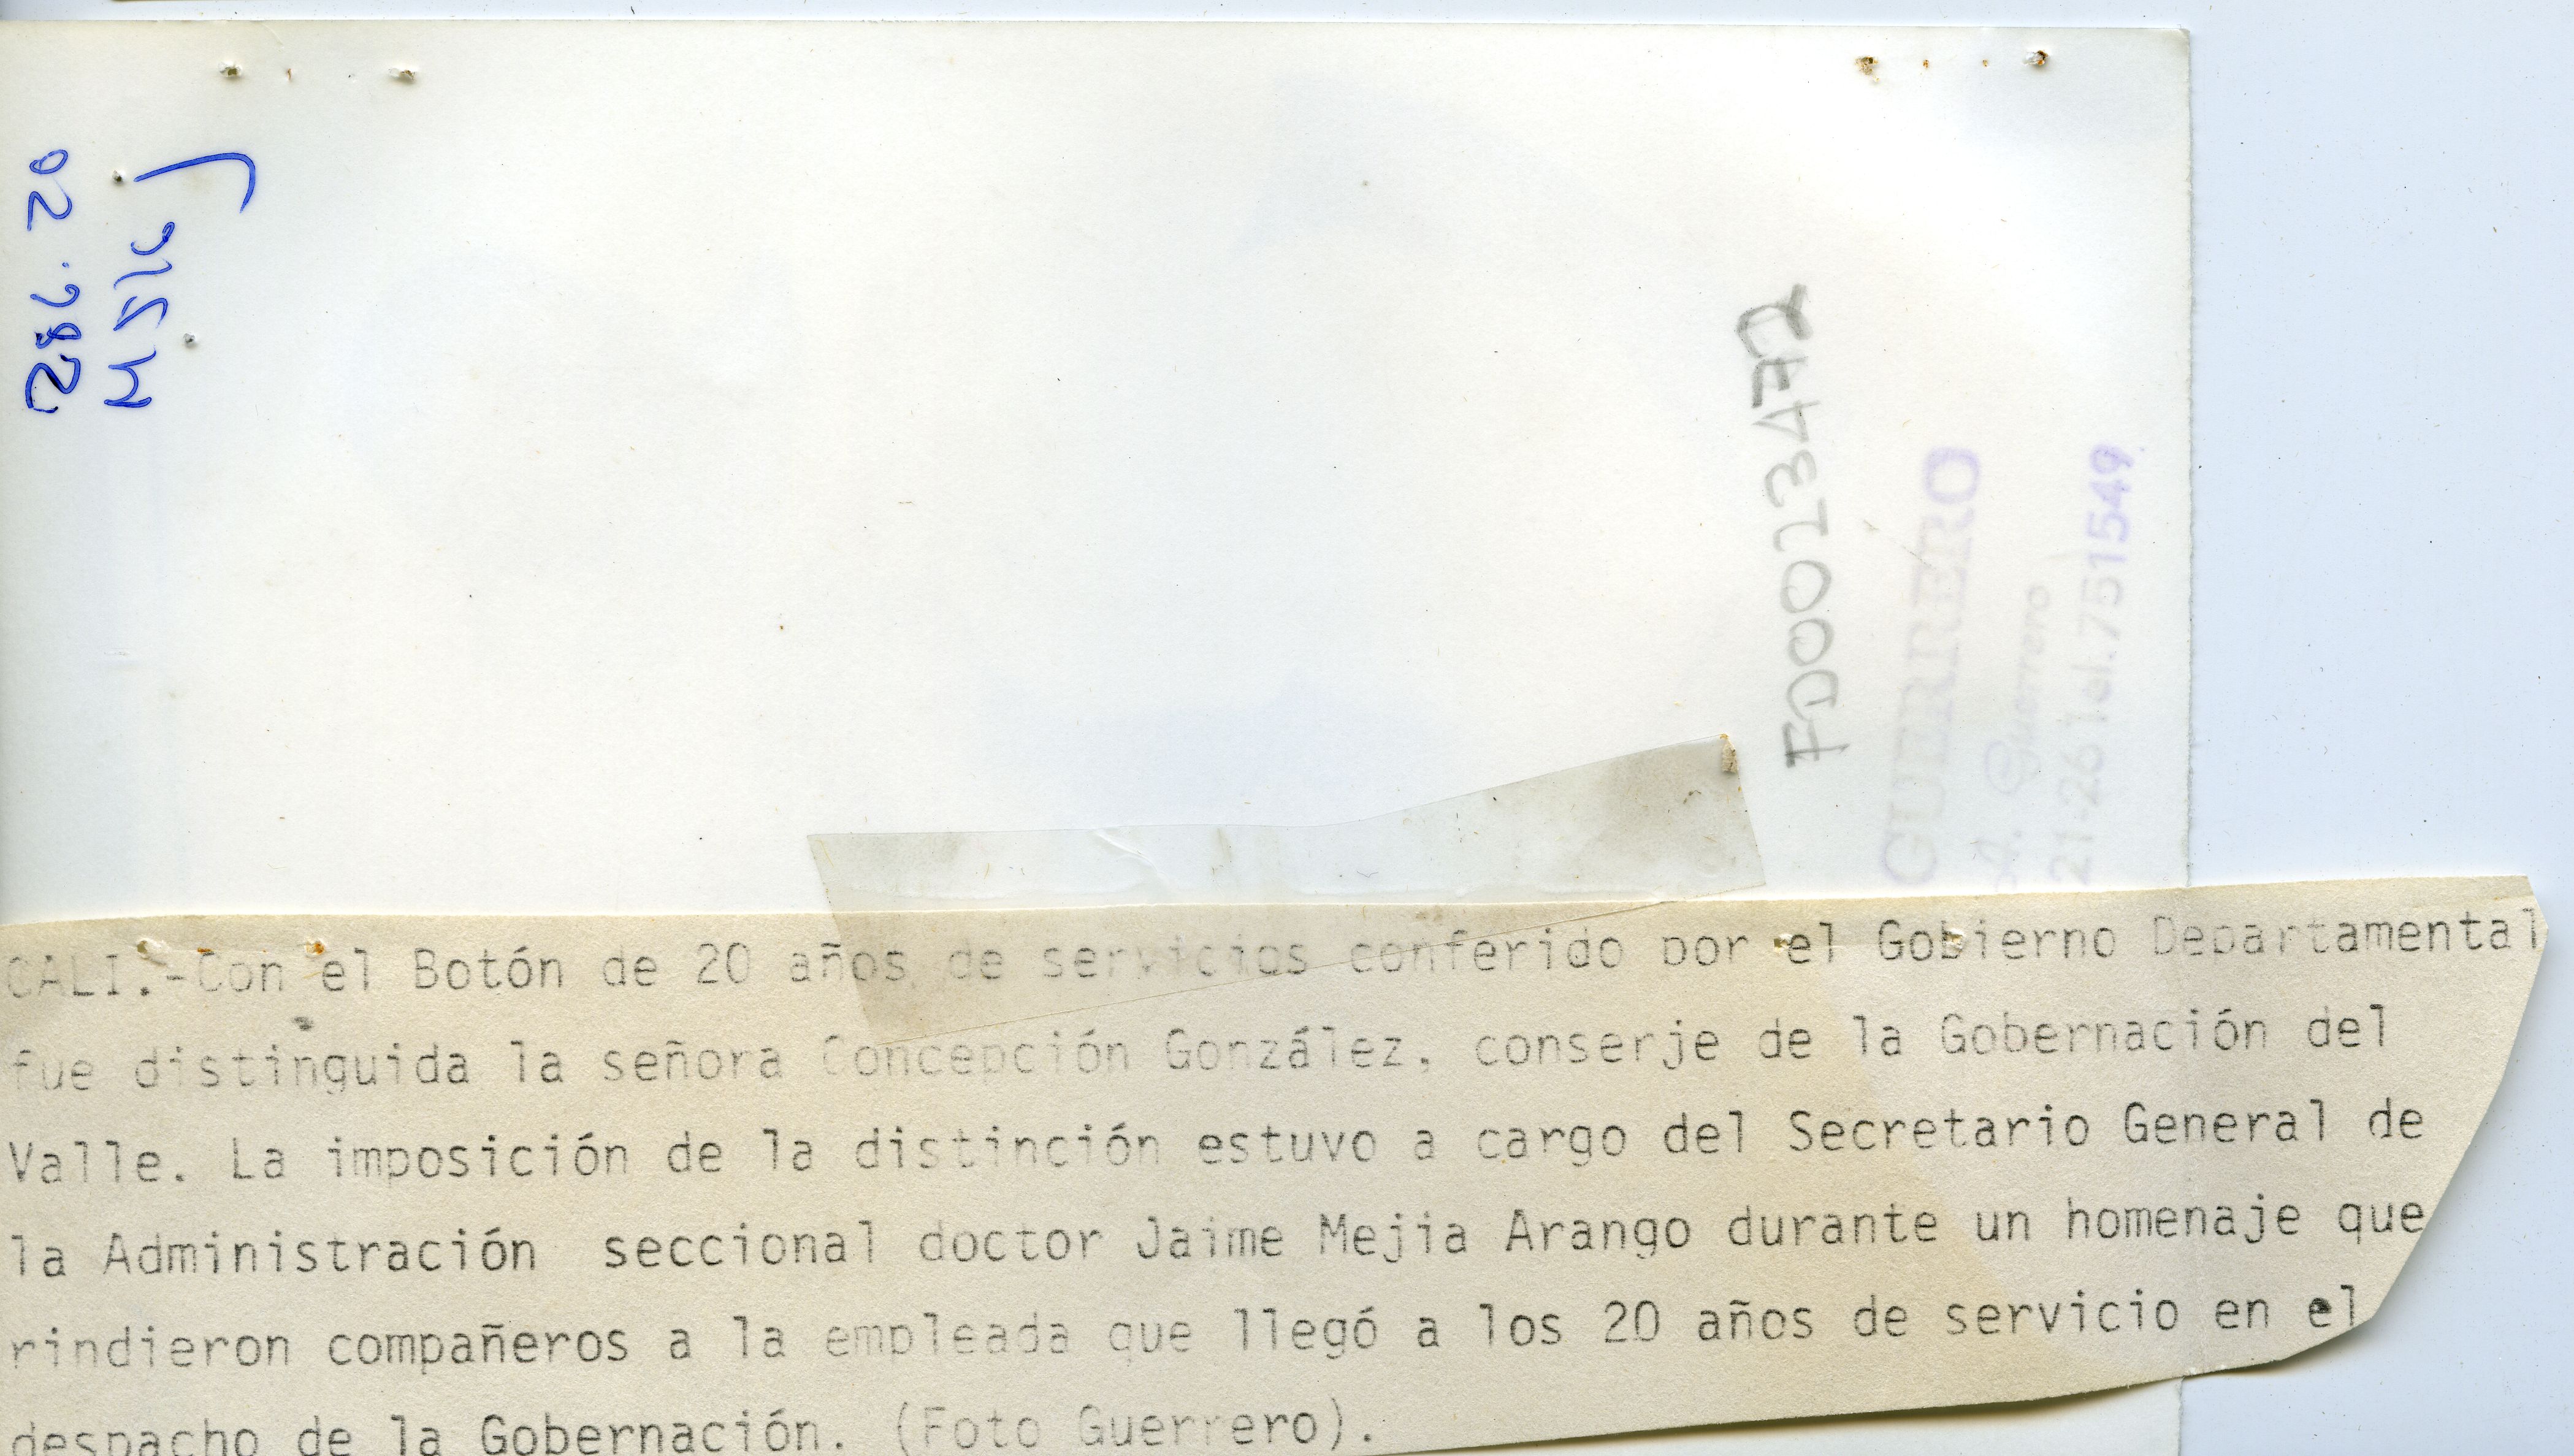 FD0013472
GUERRERO
Guerrero
21-26 Tel. 751549
CALI.-Con el Botón de 20 años de servicios conferido por el Gobierno Departamental
fue distinguida la señora Concepción González, conserje de la Gobernación del
Valle. La imposición de la distinción estuvo a cargo del Secretario General de
la Administración seccional doctor Jaime Mejia Arango durante un homenaje que
rindieron compañeros a la empleada que llegó a los 20 años de servicio en el
despacho de la Gobernación. (Foto Guerrero).